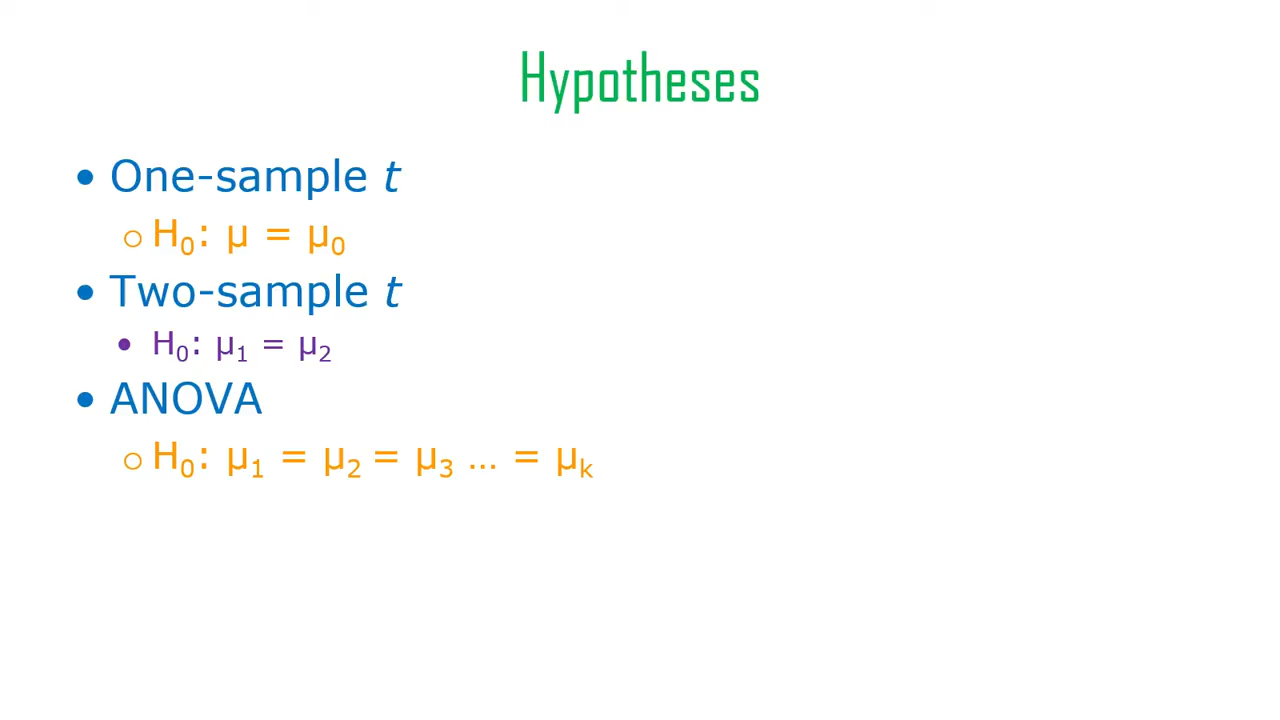 Hypotheses
• One-sample t
○ H₀: μ = μ₀
• Two-sample t
• H₀: μ₁ = μ₂
• ANOVA
○ H₀: μ₁ = μ₂ = μ₃ … = μₖ